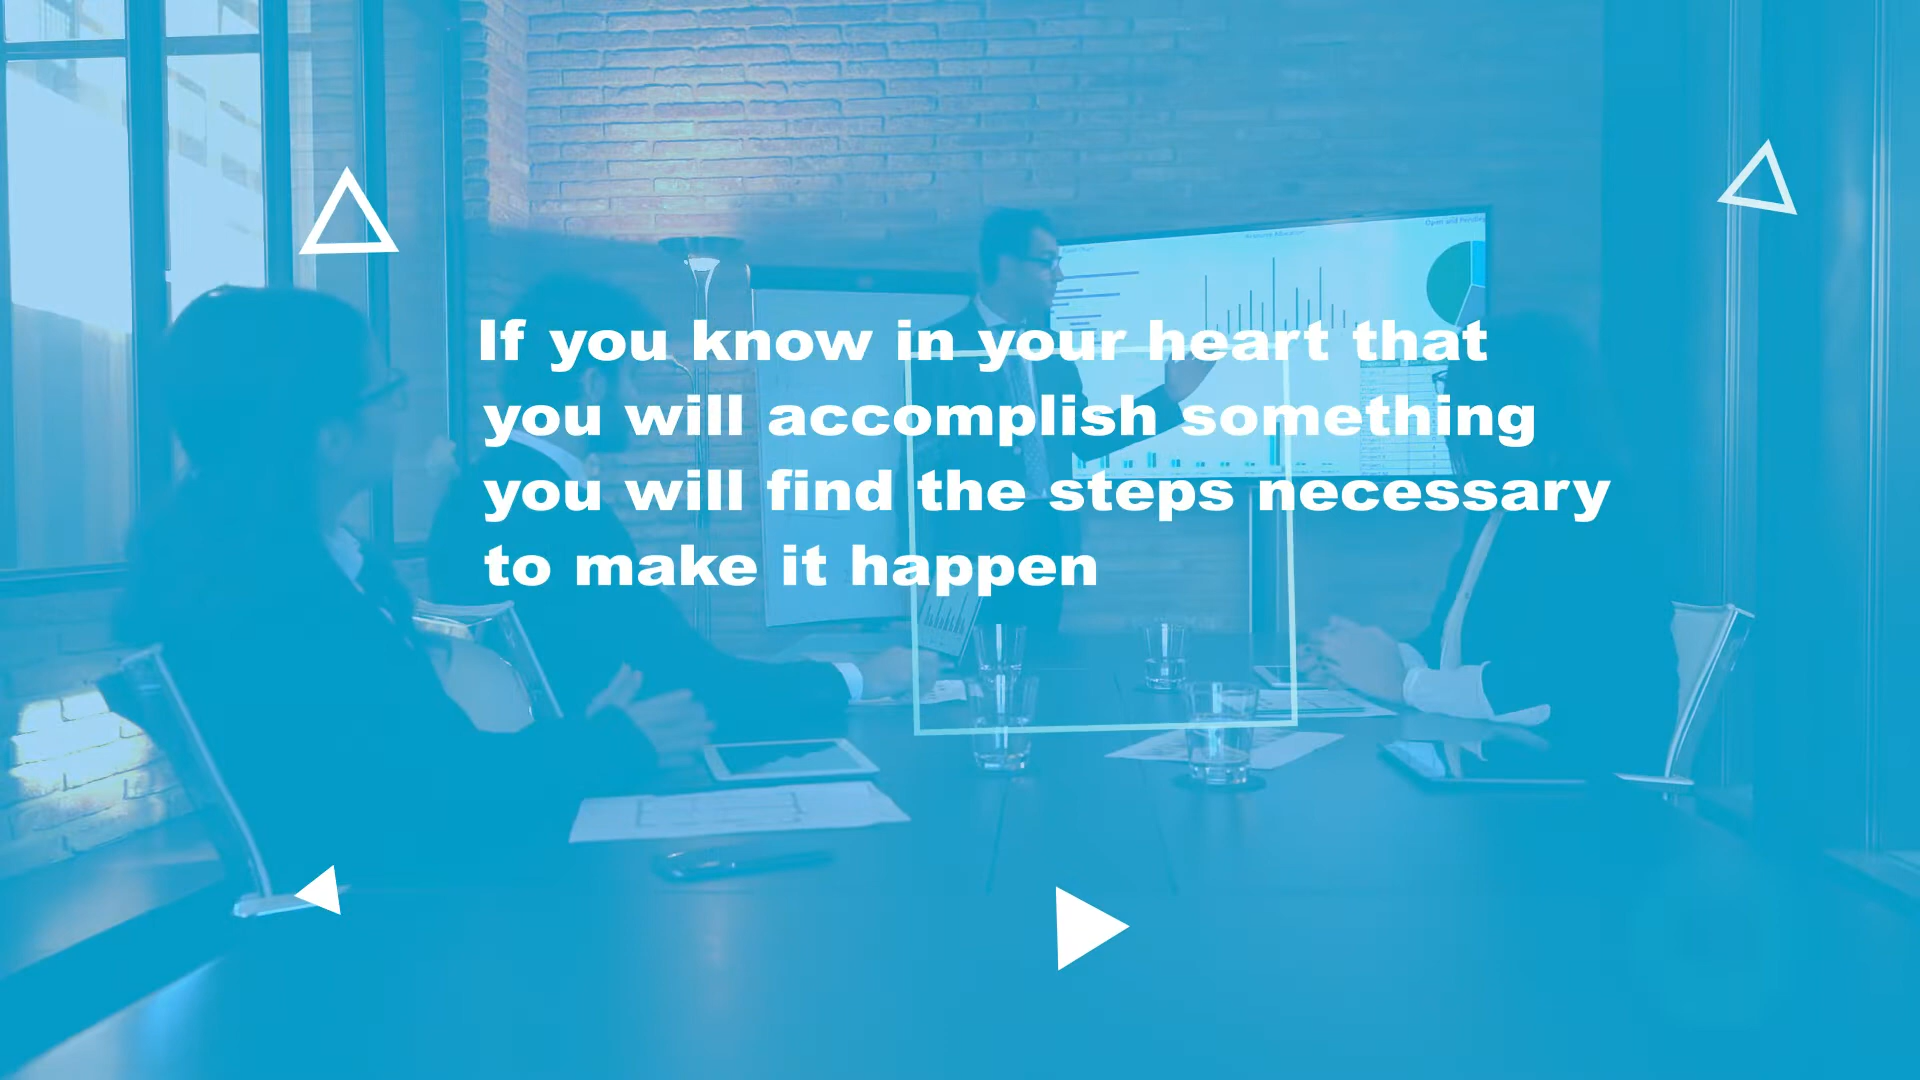 If you know in your heart that
you will accomplish something
you will find the steps necessary
to make it happen